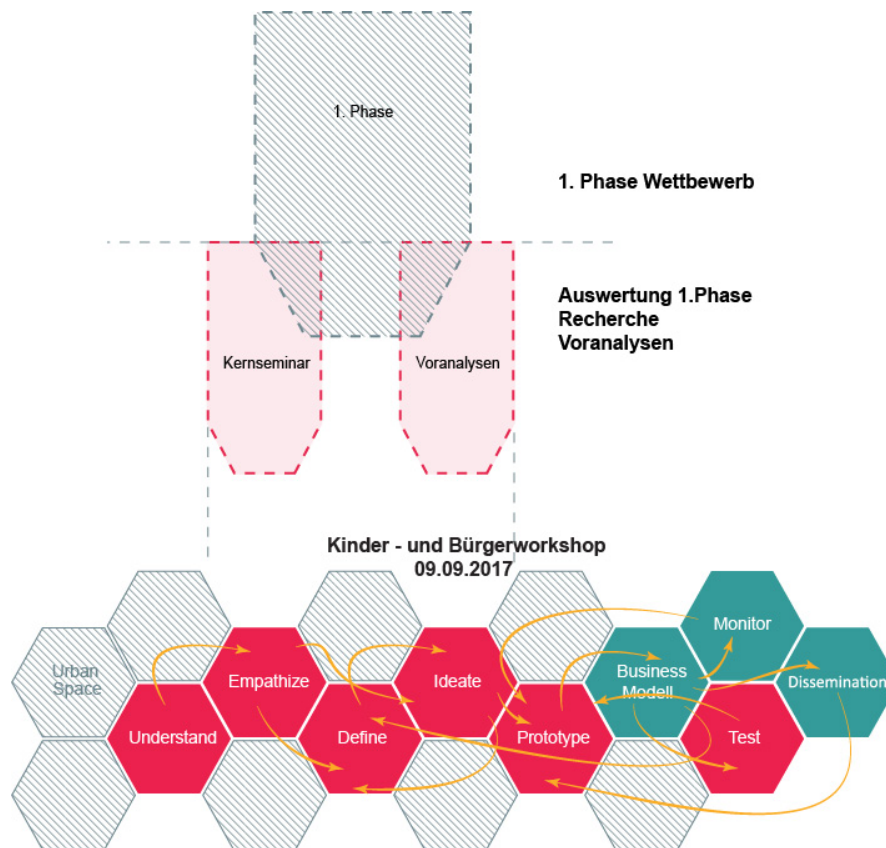 1. Phase
1. Phase Wettbewerb
Auswertung 1.Phase
Recherche
Voranalysen
Kernseminar
Voranalysen
Kinder - und Bürgerworkshop
09.09.2017
Urban
Space
Understand
Empathize
Define
Ideate
Prototype
Business
Modell
Monitor
Test
Dissemination